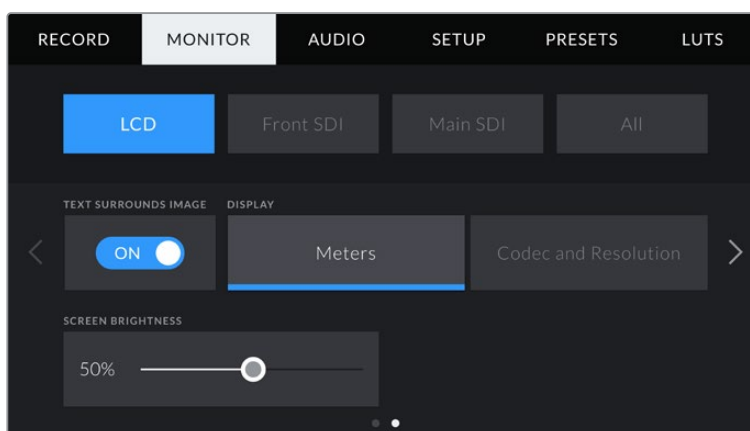 RECORD MONITOR AUDIO SETUP PRESETS LUTS
LCD Front SDI Main SDI All
TEXT SURROUNDS IMAGE DISPLAY
ON Meters Codec and Resolution
SCREEN BRIGHTNESS
50%